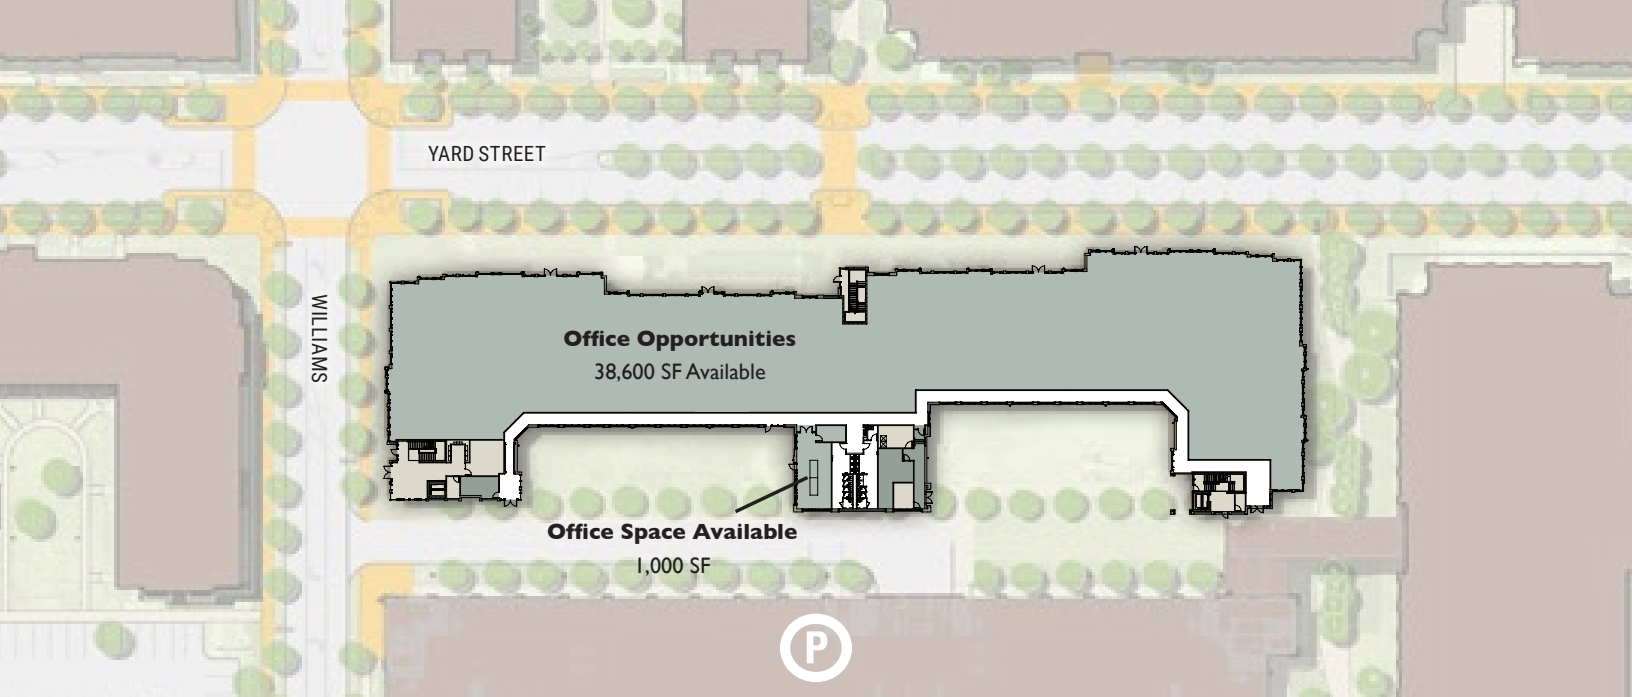 YARD STREET
WILLIAMS
Office Opportunities
38,600 SF Available
Office Space Available
1,000 SF
P